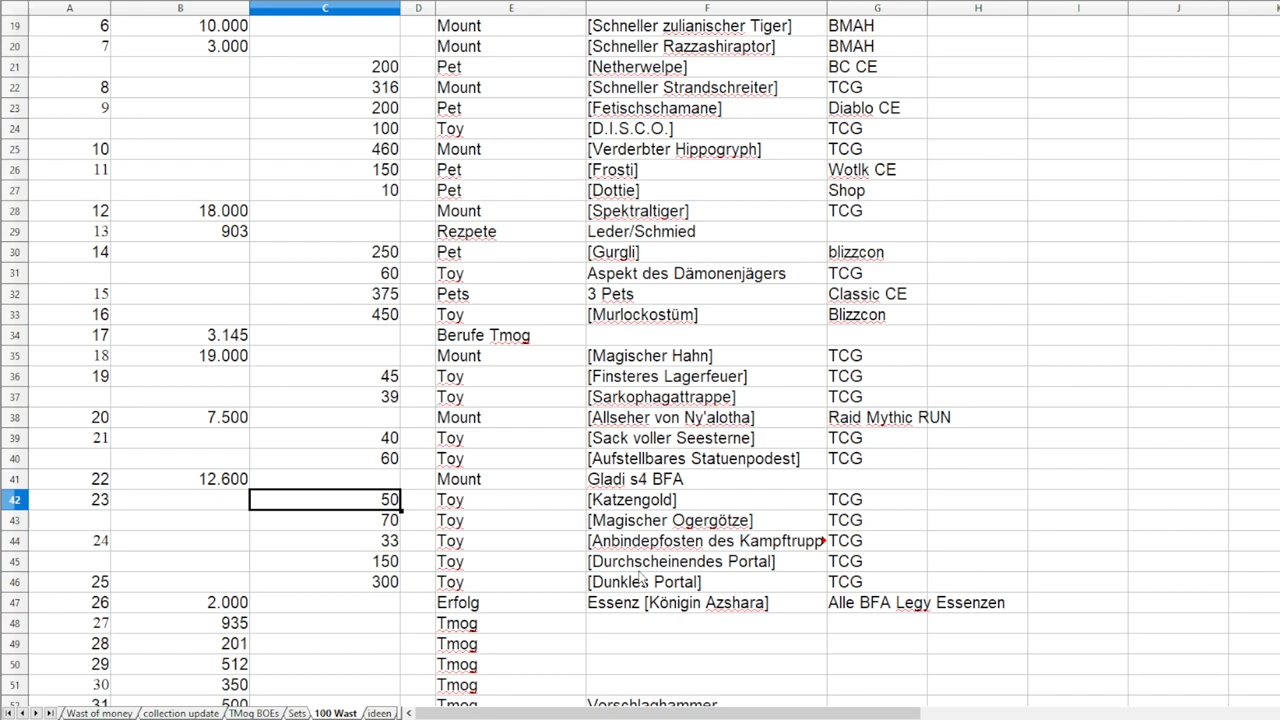 A B C D E F G H I J K
19 6 10.000 Mount [Schneller zulianischer Tiger] BMAH
20 7 3.000 Mount [Schneller Razzashiraptor] BMAH
21 200 Pet [Netherwelpe] BC CE
22 8 316 Mount [Schneller Strandschreiter] TCG
23 9 200 Pet [Fetischschamane] Diablo CE
24 100 Toy [D.I.S.C.O.] TCG
25 10 460 Mount [Verderbter Hippogryph] TCG
26 11 150 Pet [Frosti] Wotlk CE
27 10 Pet [Dottie] Shop
28 12 18.000 Mount [Spektraltiger] TCG
29 13 903 Rezpete Leder/Schmied
30 14 250 Pet [Gurgli] blizzcon
31 60 Toy Aspekt des Dämonenjägers TCG
32 15 375 Pets 3 Pets Classic CE
33 16 450 Toy [Murlockostüm] Blizzcon
34 17 3.145 Berufe Tmog
35 18 19.000 Mount [Magischer Hahn] TCG
36 19 45 Toy [Finsteres Lagerfeuer] TCG
37 39 Toy [Sarkophagattrappe] TCG
38 20 7.500 Mount [Allseher von Ny'alotha] Raid Mythic RUN
39 21 40 Toy [Sack voller Seesterne] TCG
40 60 Toy [Aufstellbares Statuenpodest] TCG
41 22 12.600 Mount Gladi s4 BFA
42 23 50 Toy [Katzengold] TCG
43 70 Toy [Magischer Ogergötze] TCG
44 24 33 Toy [Anbindepfosten des Kampftrupp TCG
45 150 Toy [Durchscheinendes Portal] TCG
46 25 300 Toy [Dunkles Portal] TCG
47 26 2.000 Erfolg Essenz [Königin Azshara] Alle BFA Legy Essenzen
48 27 935 Tmog
49 28 201 Tmog
50 29 512 Tmog
51 30 350 Tmog
52 31 500 Tmog Vorschlaghammer
Wast of money collection update TMog BOEs Sets 100 Wast ideen